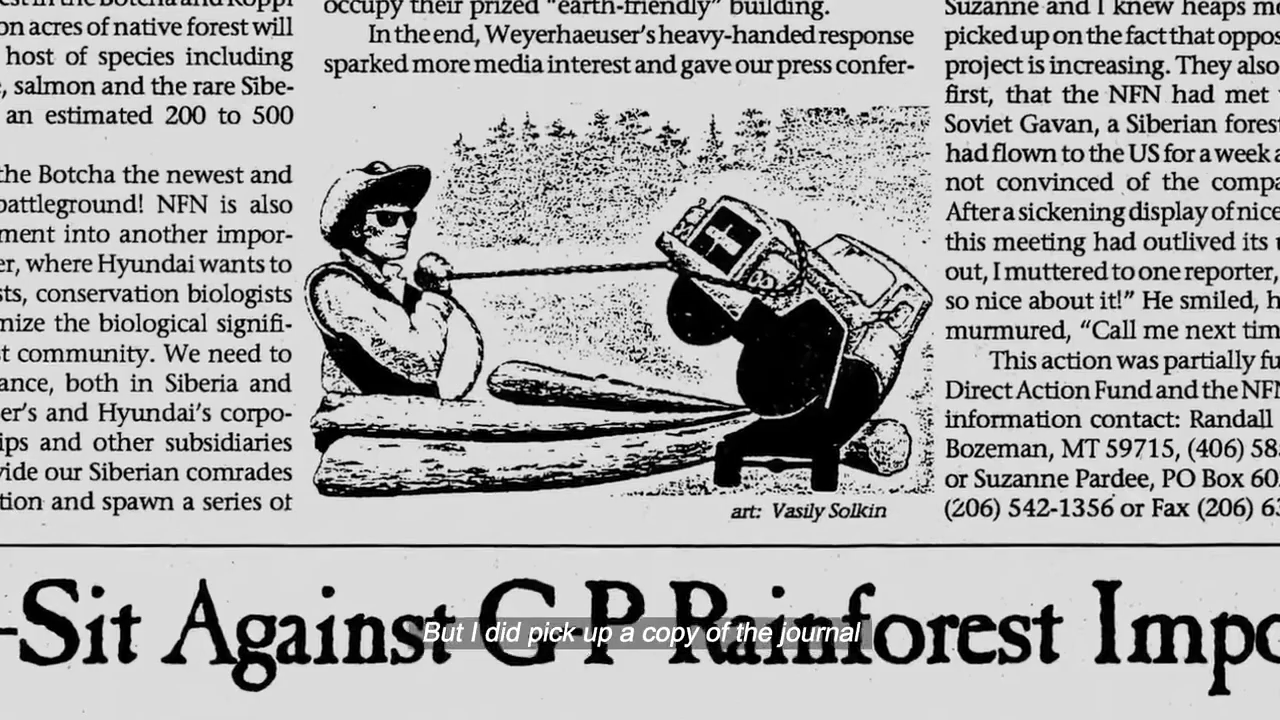 est in the Botcha and Koppi
on acres of native forest will
host of species including
, salmon and the rare Sibe-
an estimated 200 to 500
the Botcha the newest and
battleground! NFN is also
ment into another impor-
er, where Hyundai wants to
sts, conservation biologists
nize the biological signifi-
st community. We need to
ance, both in Siberia and
er's and Hyundai's corpo-
ips and other subsidiaries
vide our Siberian comrades
tion and spawn a series of
occupy their prized "earth-friendly" building.
In the end, Weyerhaeuser's heavy-handed response
sparked more media interest and gave our press confer-
art: Vasily Solkin
Suzanne and I knew heaps mo
picked up on the fact that oppos
project is increasing. They also
first, that the NFN had met
Soviet Gavan, a Siberian forest
had flown to the US for a week a
not convinced of the compa
After a sickening display of nice
this meeting had outlived its
out, I muttered to one reporter,
so nice about it!" He smiled, h
murmured, "Call me next tim
This action was partially fu
Direct Action Fund and the NFN
information contact: Randall
Bozeman, MT 59715, (406) 58
or Suzanne Pardee, PO Box 60
(206) 542-1356 or Fax (206) 63
-Sit Against G-P Rainforest Impo
But I did pick up a copy of the journal